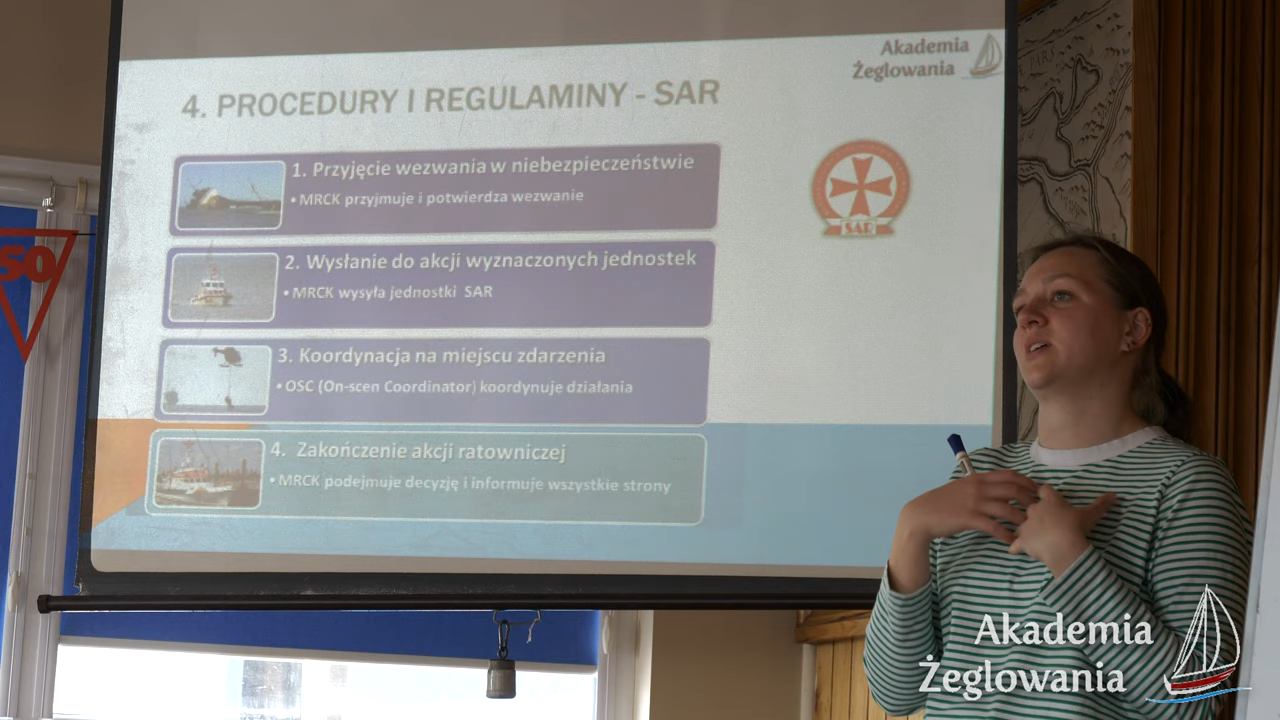 Akademia
Żeglowania
4. PROCEDURY I REGULAMINY - SAR
1. Przyjęcie wezwania w niebezpieczeństwie
• MRCK przyjmuje i potwierdza wezwanie
SAR
2. Wysłanie do akcji wyznaczonych jednostek
• MRCK wysyła jednostki SAR
50
3. Koordynacja na miejscu zdarzenia
• OSC (On-scen Coordinator) koordynuje działania
4. Zakończenie akcji ratowniczej
• MRCK podejmuje decyzję i informuje wszystkie strony
Akademia
Żeglowania